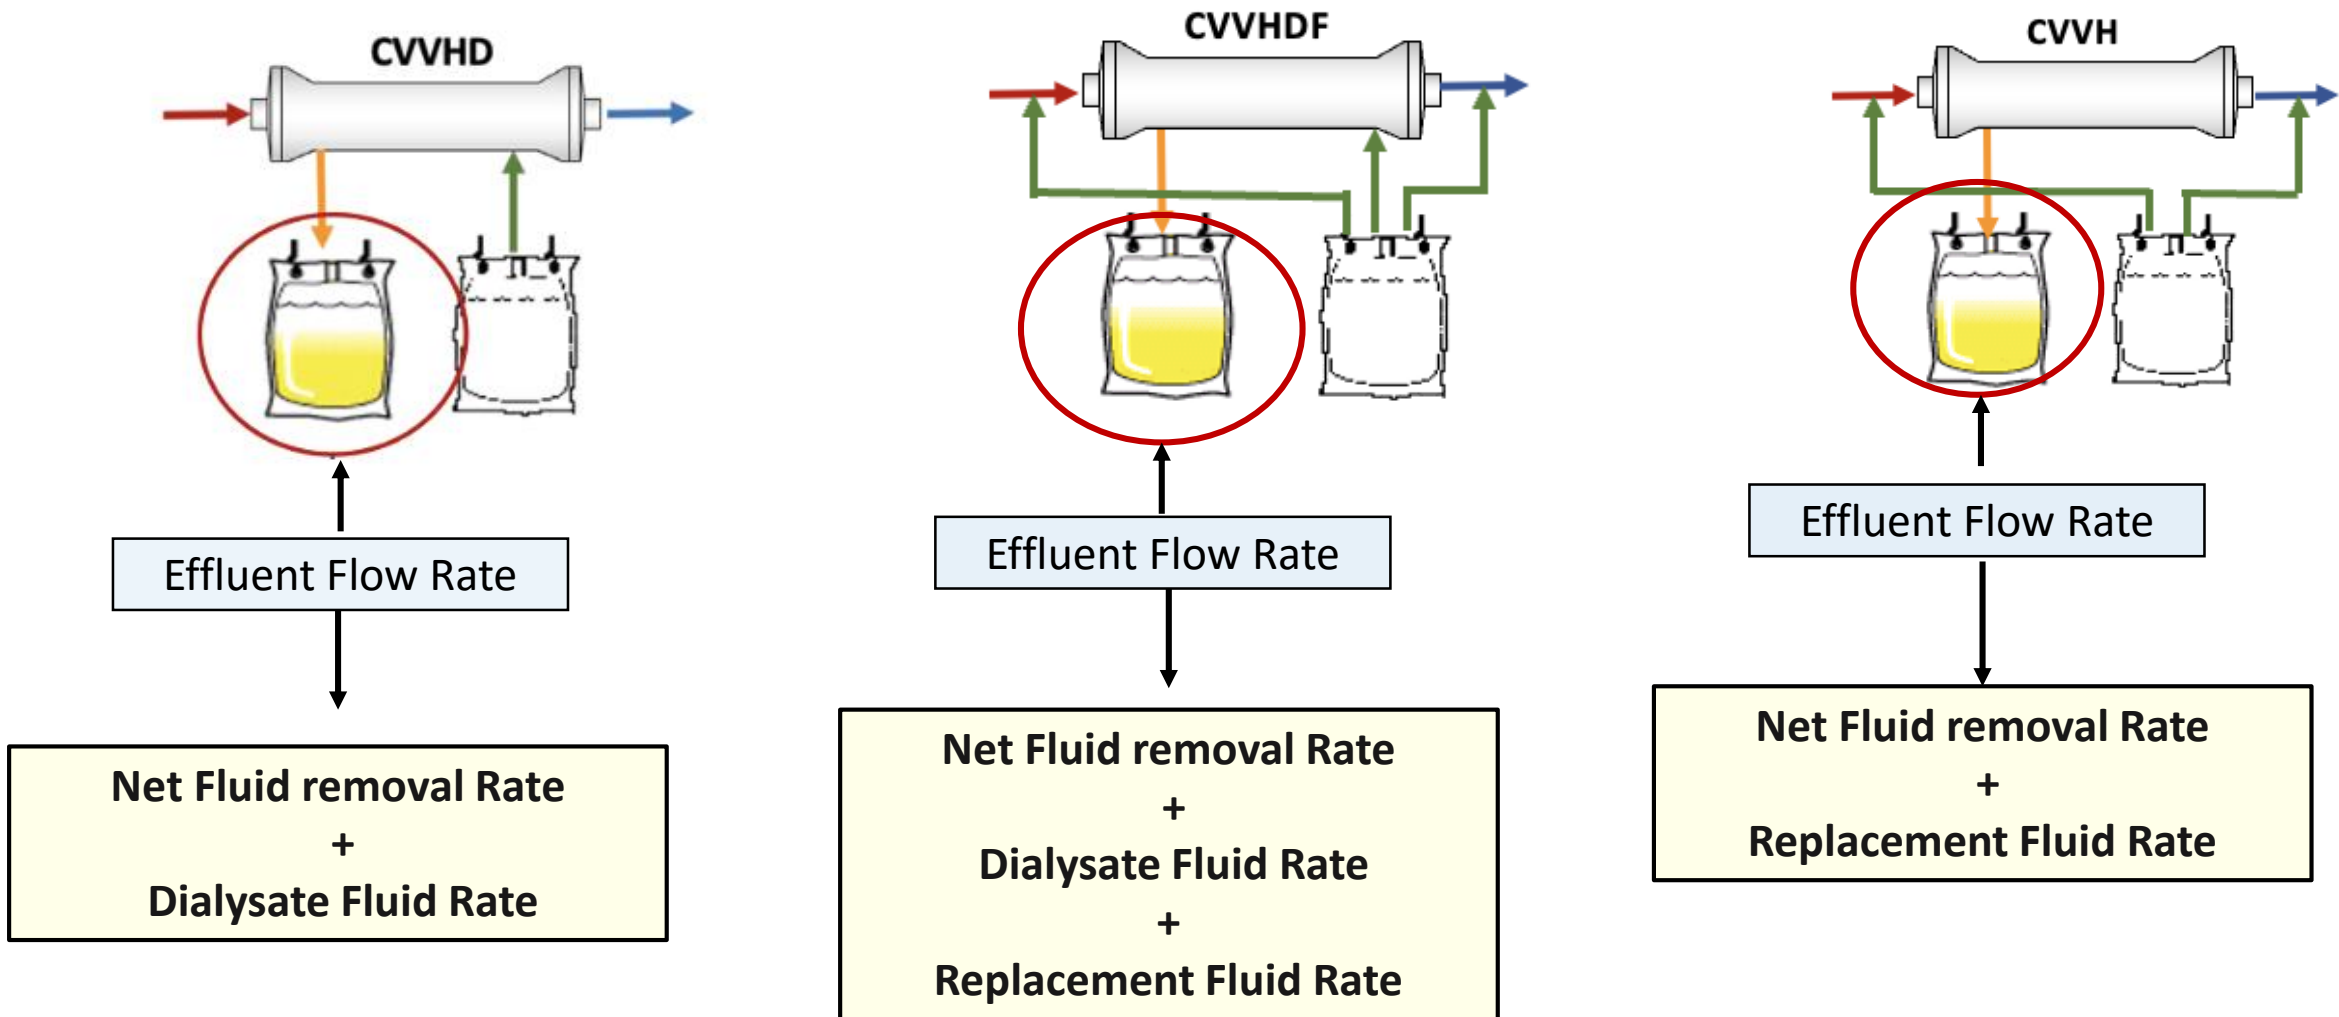 CVVHD
Effluent Flow Rate
Net Fluid removal Rate
+
Dialysate Fluid Rate
CVVHDF
Effluent Flow Rate
Net Fluid removal Rate
+
Dialysate Fluid Rate
+
Replacement Fluid Rate
CVVH
Effluent Flow Rate
Net Fluid removal Rate
+
Replacement Fluid Rate